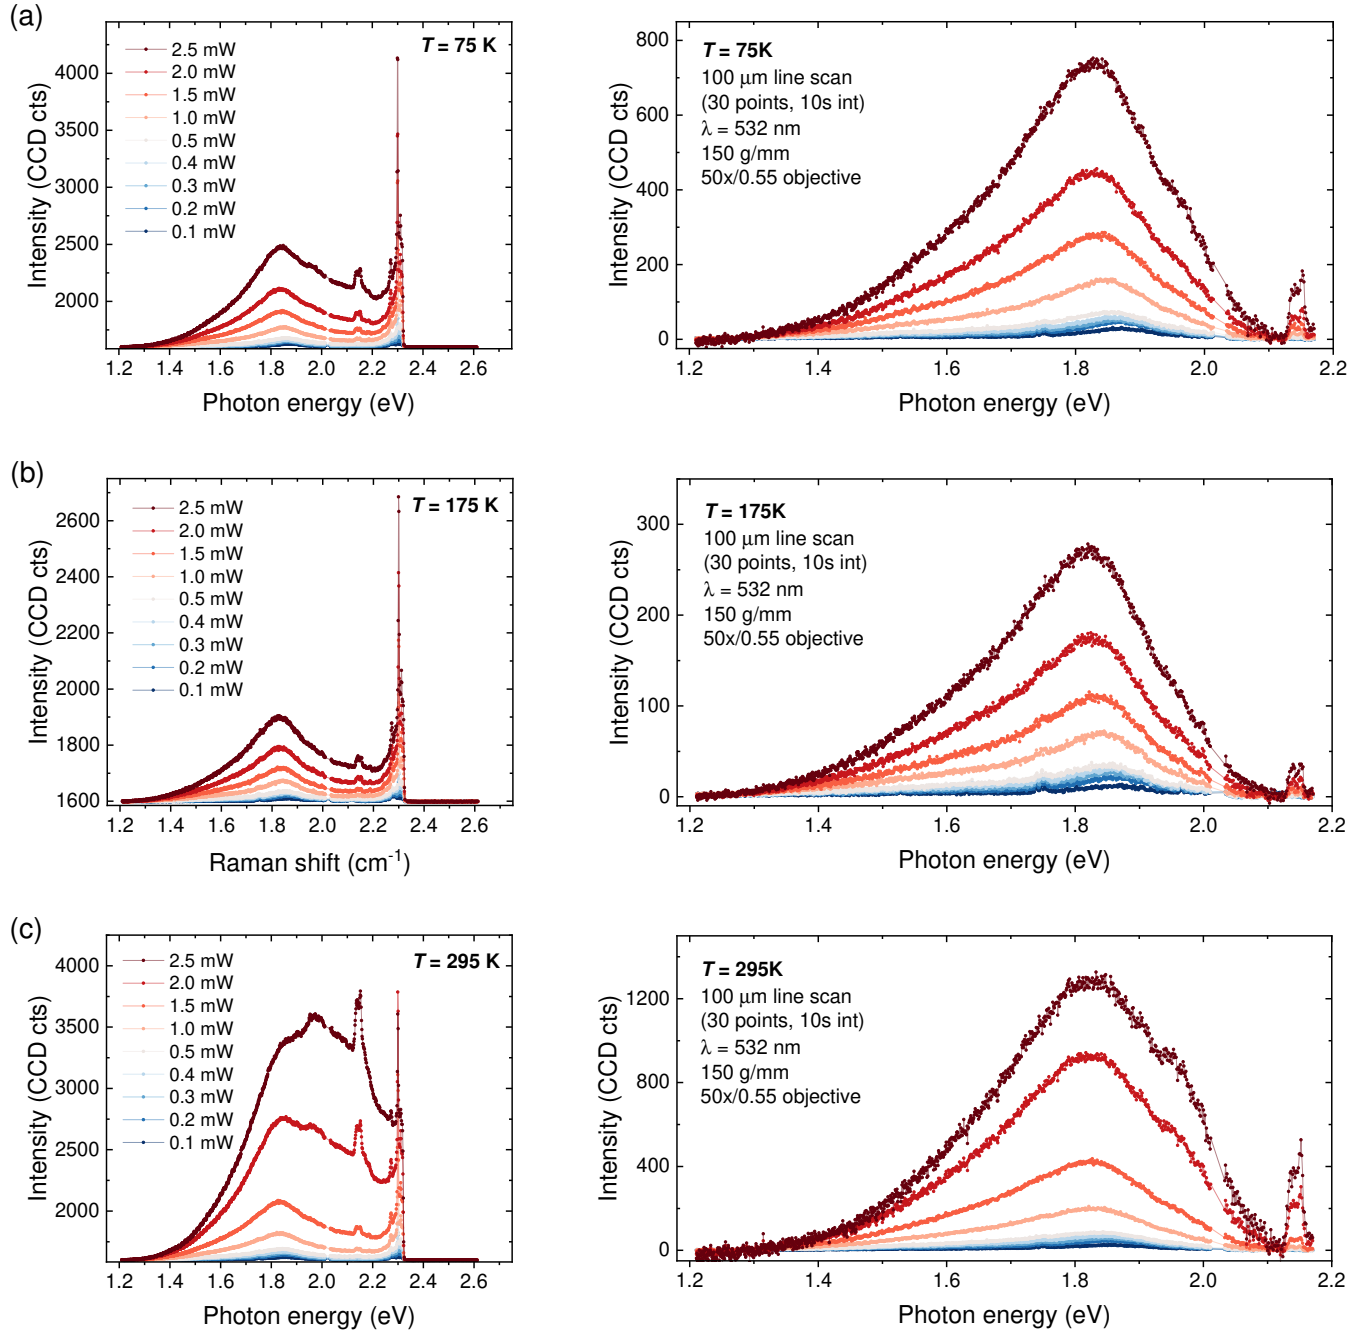 (a)
T = 75 K
2.5 mW
2.0 mW
1.5 mW
1.0 mW
0.5 mW
0.4 mW
0.3 mW
0.2 mW
0.1 mW
4000
3500
3000
2500
2000
Intensity (CCD cts)
1.2 1.4 1.6 1.8 2.0 2.2 2.4 2.6
Photon energy (eV)
T = 75K
100 μm line scan
(30 points, 10s int)
λ = 532 nm
150 g/mm
50x/0.55 objective
800
600
400
200
0
Intensity (CCD cts)
1.2 1.4 1.6 1.8 2.0 2.2
Photon energy (eV)
(b)
T = 175 K
2.5 mW
2.0 mW
1.5 mW
1.0 mW
0.5 mW
0.4 mW
0.3 mW
0.2 mW
0.1 mW
2600
2400
2200
2000
1800
1600
Intensity (CCD cts)
1.2 1.4 1.6 1.8 2.0 2.2 2.4 2.6
Raman shift (cm-1)
T = 175K
100 μm line scan
(30 points, 10s int)
λ = 532 nm
150 g/mm
50x/0.55 objective
300
200
100
0
Intensity (CCD cts)
1.2 1.4 1.6 1.8 2.0 2.2
Photon energy (eV)
(c)
T = 295 K
2.5 mW
2.0 mW
1.5 mW
1.0 mW
0.5 mW
0.4 mW
0.3 mW
0.2 mW
0.1 mW
4000
3500
3000
2500
2000
Intensity (CCD cts)
1.2 1.4 1.6 1.8 2.0 2.2 2.4 2.6
Photon energy (eV)
T = 295K
100 μm line scan
(30 points, 10s int)
λ = 532 nm
150 g/mm
50x/0.55 objective
1200
800
400
0
Intensity (CCD cts)
1.2 1.4 1.6 1.8 2.0 2.2
Photon energy (eV)